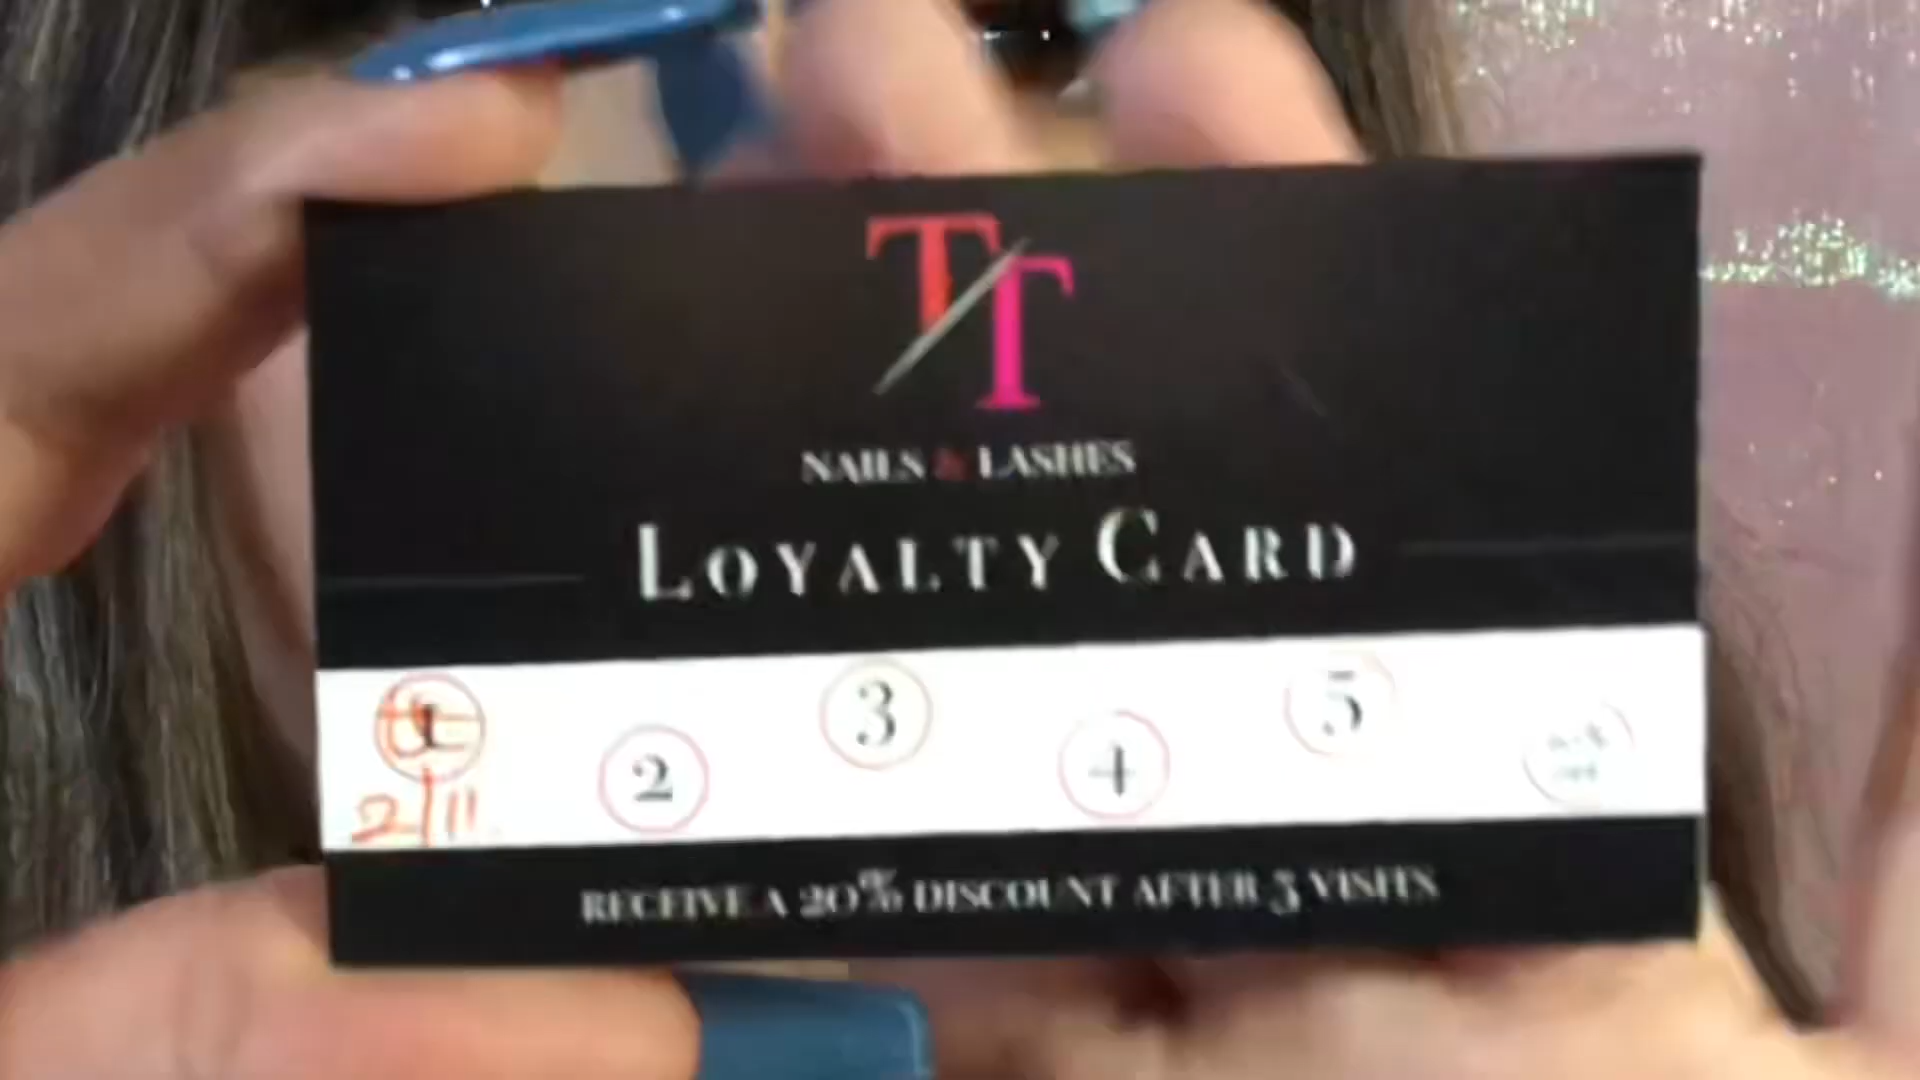 TT
NAILS & LASHES
LOYALTY CARD
1 2 3 4 5
2/11
RECEIVE A 20% DISCOUNT AFTER 5 VISITS